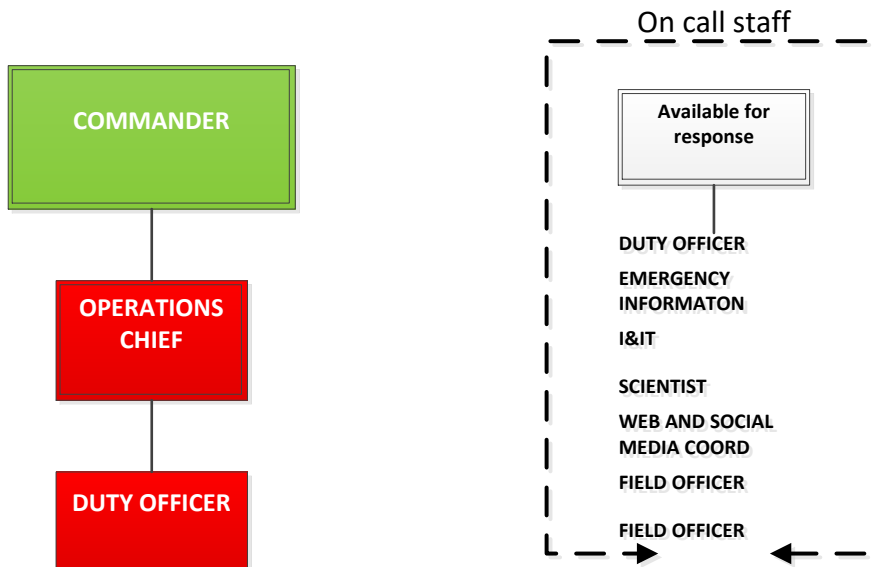 On call staff
COMMANDER
Available for
response
OPERATIONS
CHIEF
DUTY OFFICER
DUTY OFFICER
EMERGENCY
INFORMATON
I&IT
SCIENTIST
WEB AND SOCIAL
MEDIA COORD
FIELD OFFICER
FIELD OFFICER